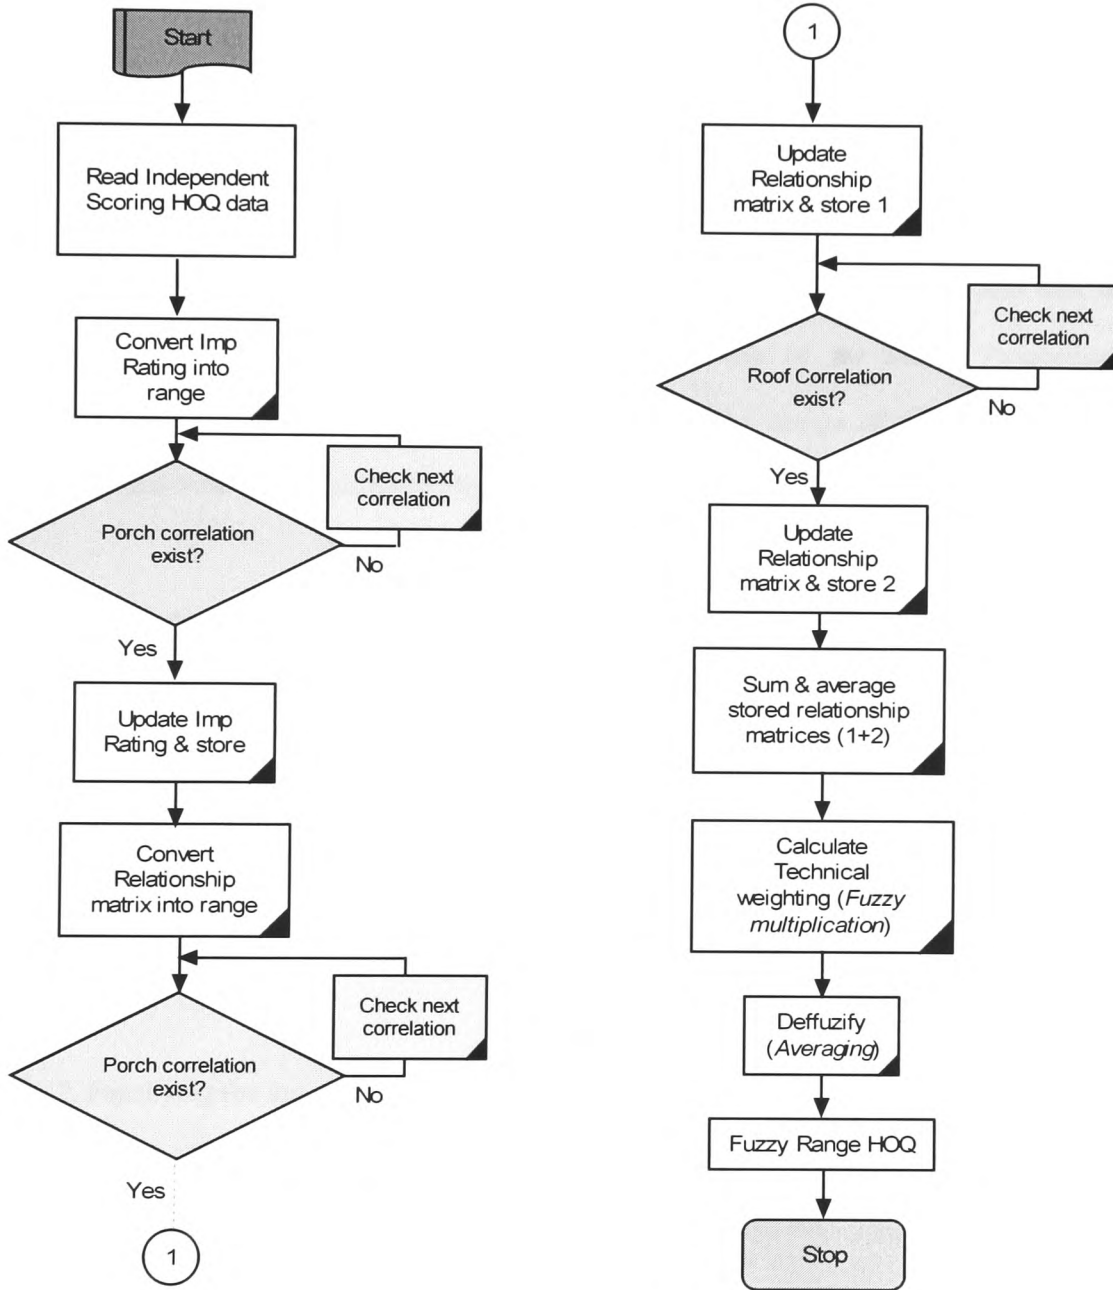 Start
Read Independent
Scoring HOQ data
Convert Imp
Rating into
range
Check next
correlation
Porch correlation
exist?
No
Yes
Update Imp
Rating & store
Convert
Relationship
matrix into range
Check next
correlation
Porch correlation
exist?
No
Yes
1
1
Update
Relationship
matrix & store 1
Check next
correlation
Roof Correlation
exist?
No
Yes
Update
Relationship
matrix & store 2
Sum & average
stored relationship
matrices (1+2)
Calculate
Technical
weighting (Fuzzy
multiplication)
Deffuzify
(Averaging)
Fuzzy Range HOQ
Stop